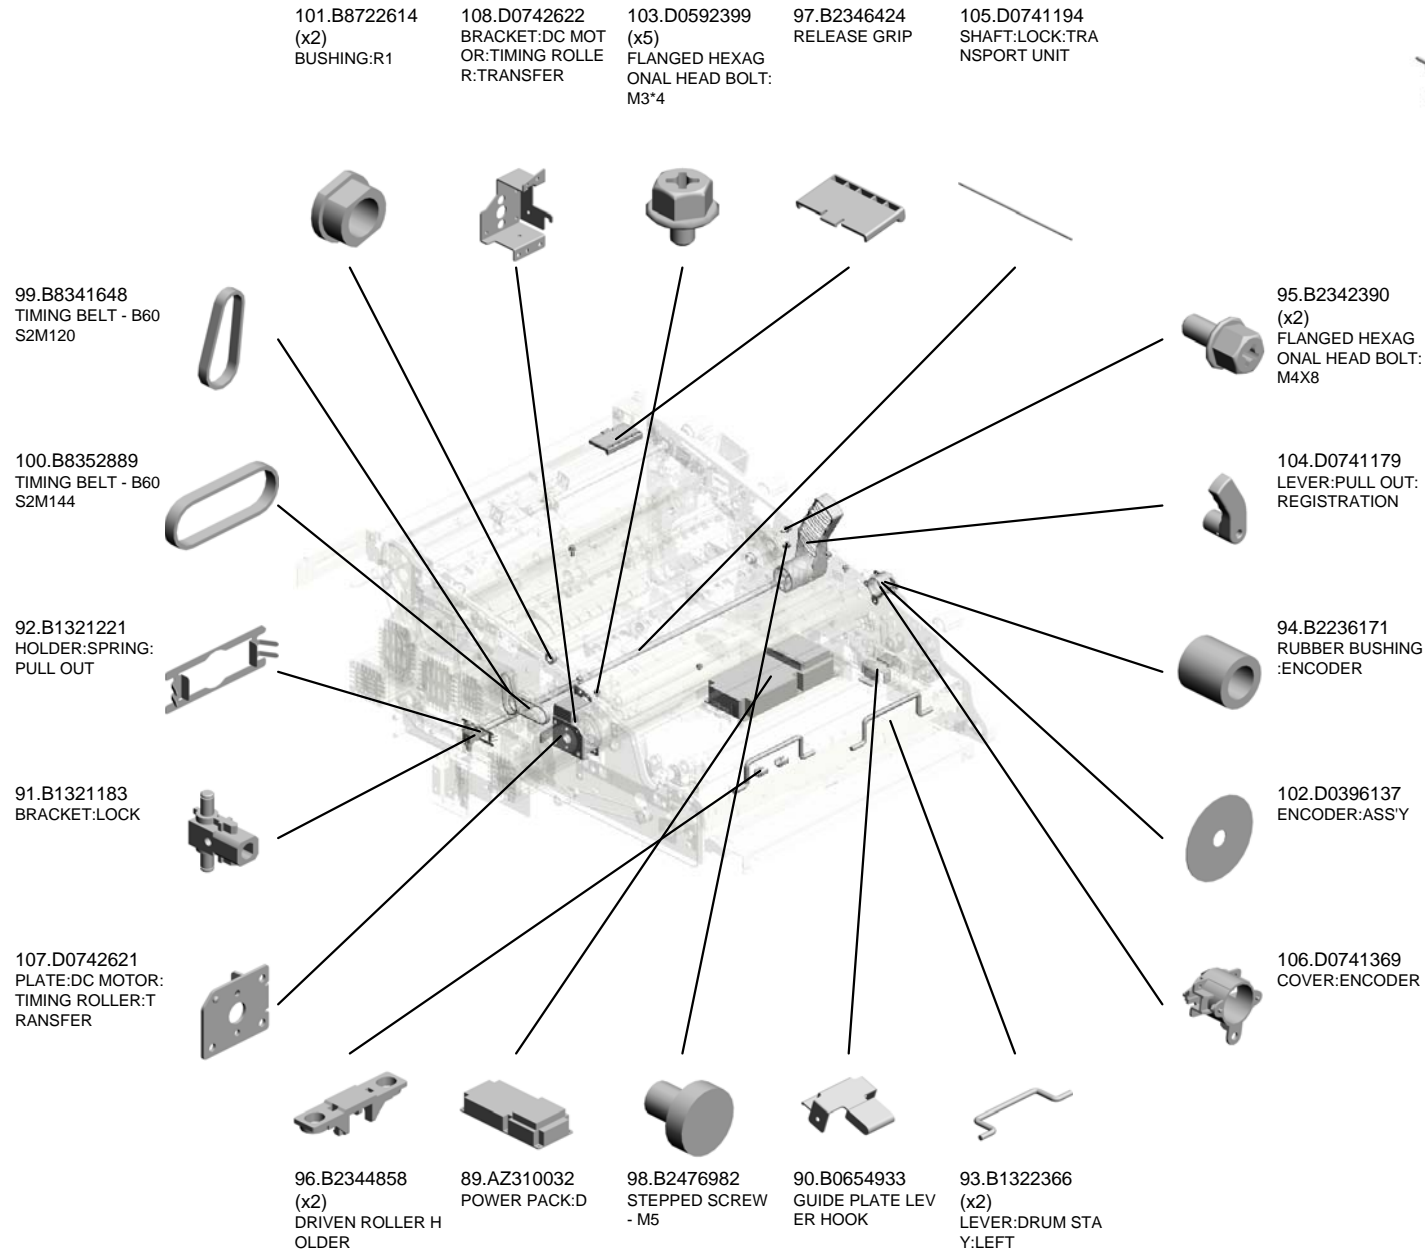 101.B8722614
(x2)
BUSHING:R1
108.D0742622
BRACKET:DC MOT
OR:TIMING ROLLE
R:TRANSFER
103.D0592399
(x5)
FLANGED HEXAG
ONAL HEAD BOLT:
M3*4
97.B2346424
RELEASE GRIP
105.D0741194
SHAFT:LOCK:TRA
NSPORT UNIT
99.B8341648
TIMING BELT - B60
S2M120
95.B2342390
(x2)
FLANGED HEXAG
ONAL HEAD BOLT:
M4X8
100.B8352889
TIMING BELT - B60
S2M144
104.D0741179
LEVER:PULL OUT:
REGISTRATION
92.B1321221
HOLDER:SPRING:
PULL OUT
94.B2236171
RUBBER BUSHING
:ENCODER
91.B1321183
BRACKET:LOCK
102.D0396137
ENCODER:ASS'Y
107.D0742621
PLATE:DC MOTOR:
TIMING ROLLER:T
RANSFER
106.D0741369
COVER:ENCODER
96.B2344858
(x2)
DRIVEN ROLLER H
OLDER
89.AZ310032
POWER PACK:D
98.B2476982
STEPPED SCREW
- M5
90.B0654933
GUIDE PLATE LEV
ER HOOK
93.B1322366
(x2)
LEVER:DRUM STA
Y:LEFT